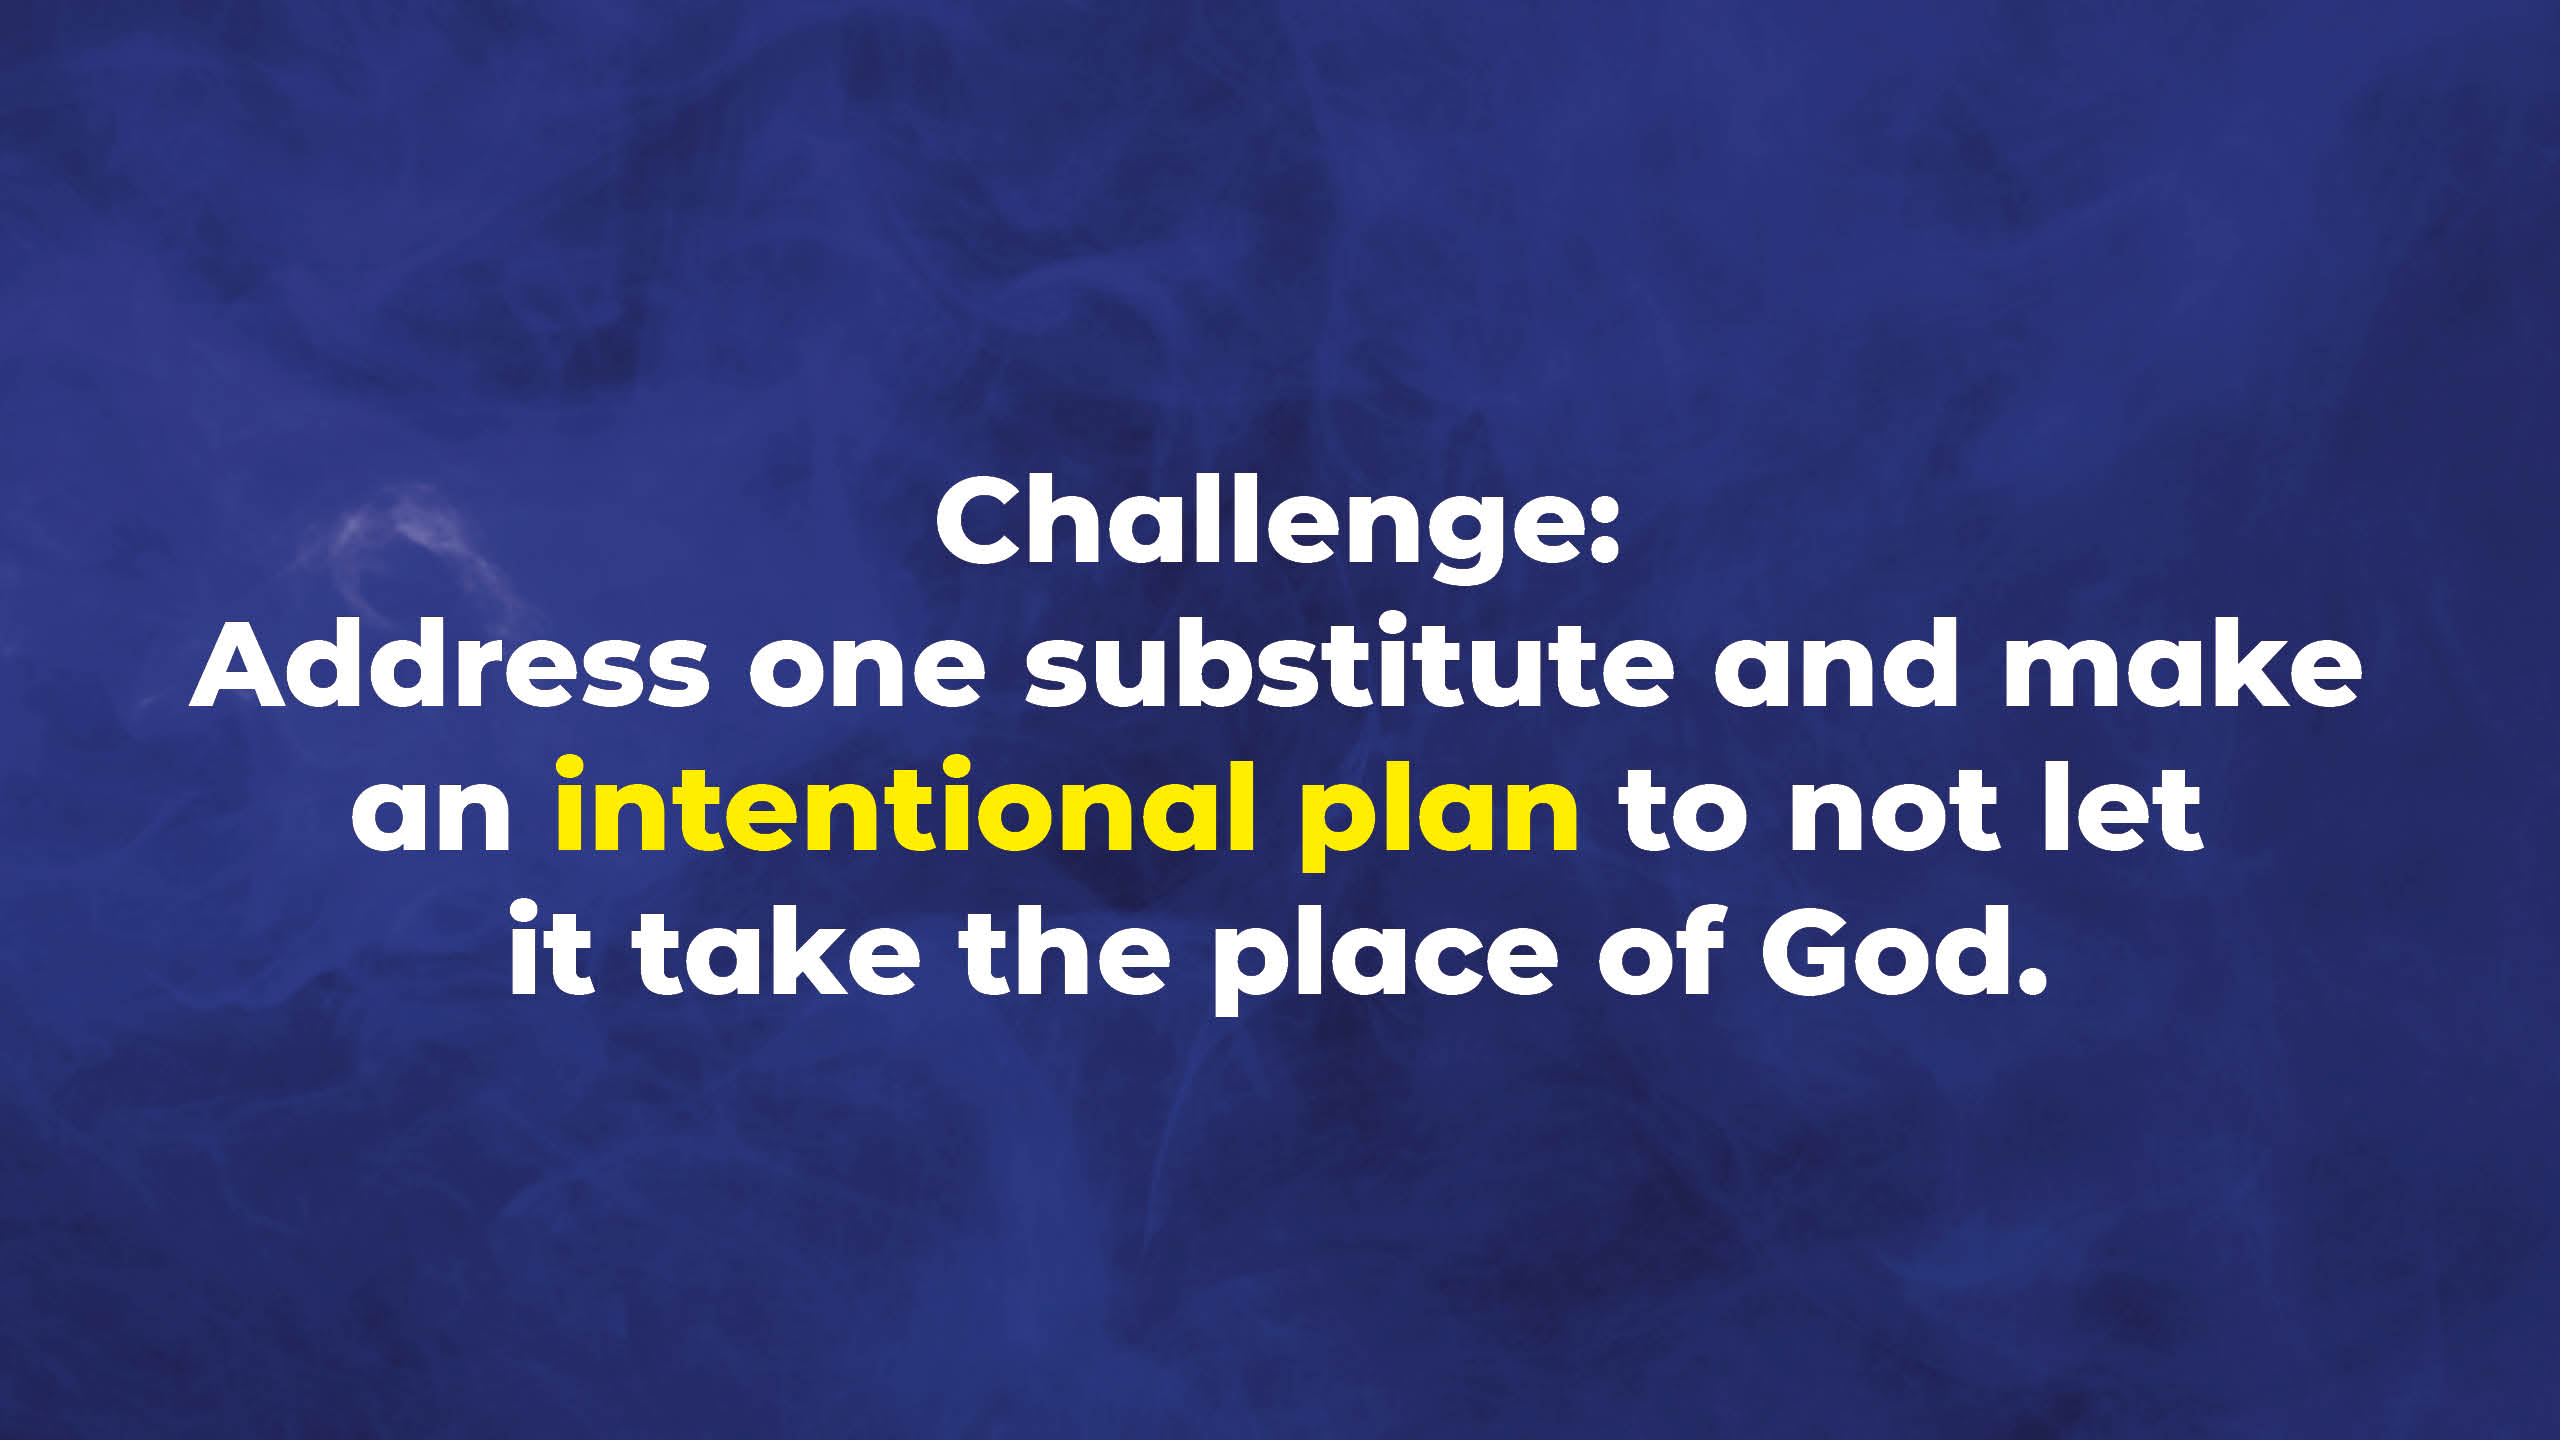 Challenge:
Address one substitute and make
an intentional plan to not let
it take the place of God.